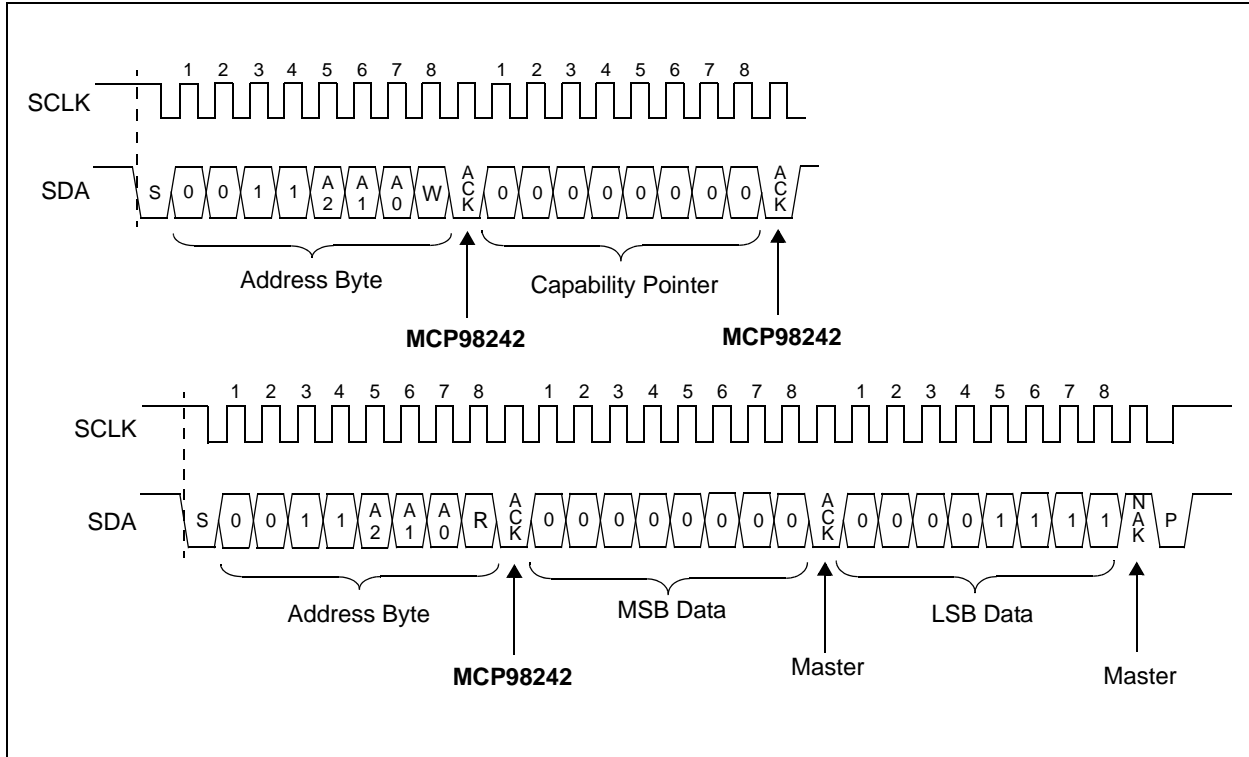 1 2 3 4 5 6 7 8 1 2 3 4 5 6 7 8
SCLK
SDA S 0 0 1 1 A2 A1 A0 W ACK 0 0 0 0 0 0 0 0 ACK
Address Byte Capability Pointer
MCP98242 MCP98242
1 2 3 4 5 6 7 8 1 2 3 4 5 6 7 8 1 2 3 4 5 6 7 8
SCLK
SDA S 0 0 1 1 A2 A1 A0 R ACK 0 0 0 0 0 0 0 0 ACK 0 0 0 0 1 1 1 1 NAK P
Address Byte MSB Data LSB Data
MCP98242 Master Master